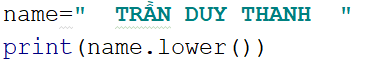 name="  TRẦN DUY THANH  "
print(name.lower())